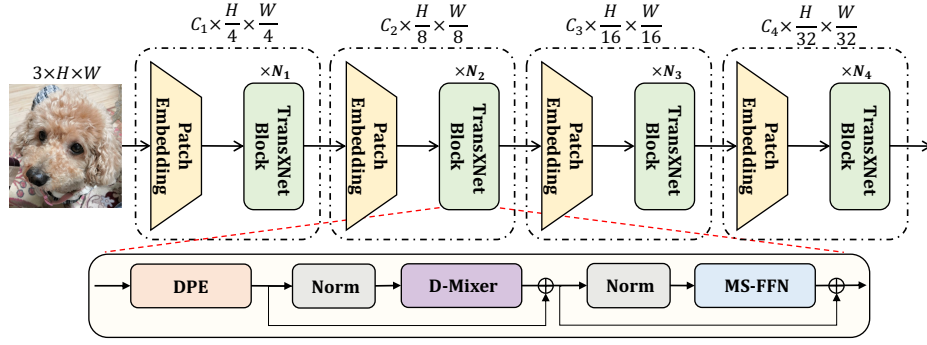 C₁×H/4×W/4
C₂×H/8×W/8
C₃×H/16×W/16
C₄×H/32×W/32
3×H×W
×N₁
×N₂
×N₃
×N₄
Patch
Embedding
TransXNet
Block
Patch
Embedding
TransXNet
Block
Patch
Embedding
TransXNet
Block
Patch
Embedding
TransXNet
Block
DPE
Norm
D-Mixer
Norm
MS-FFN